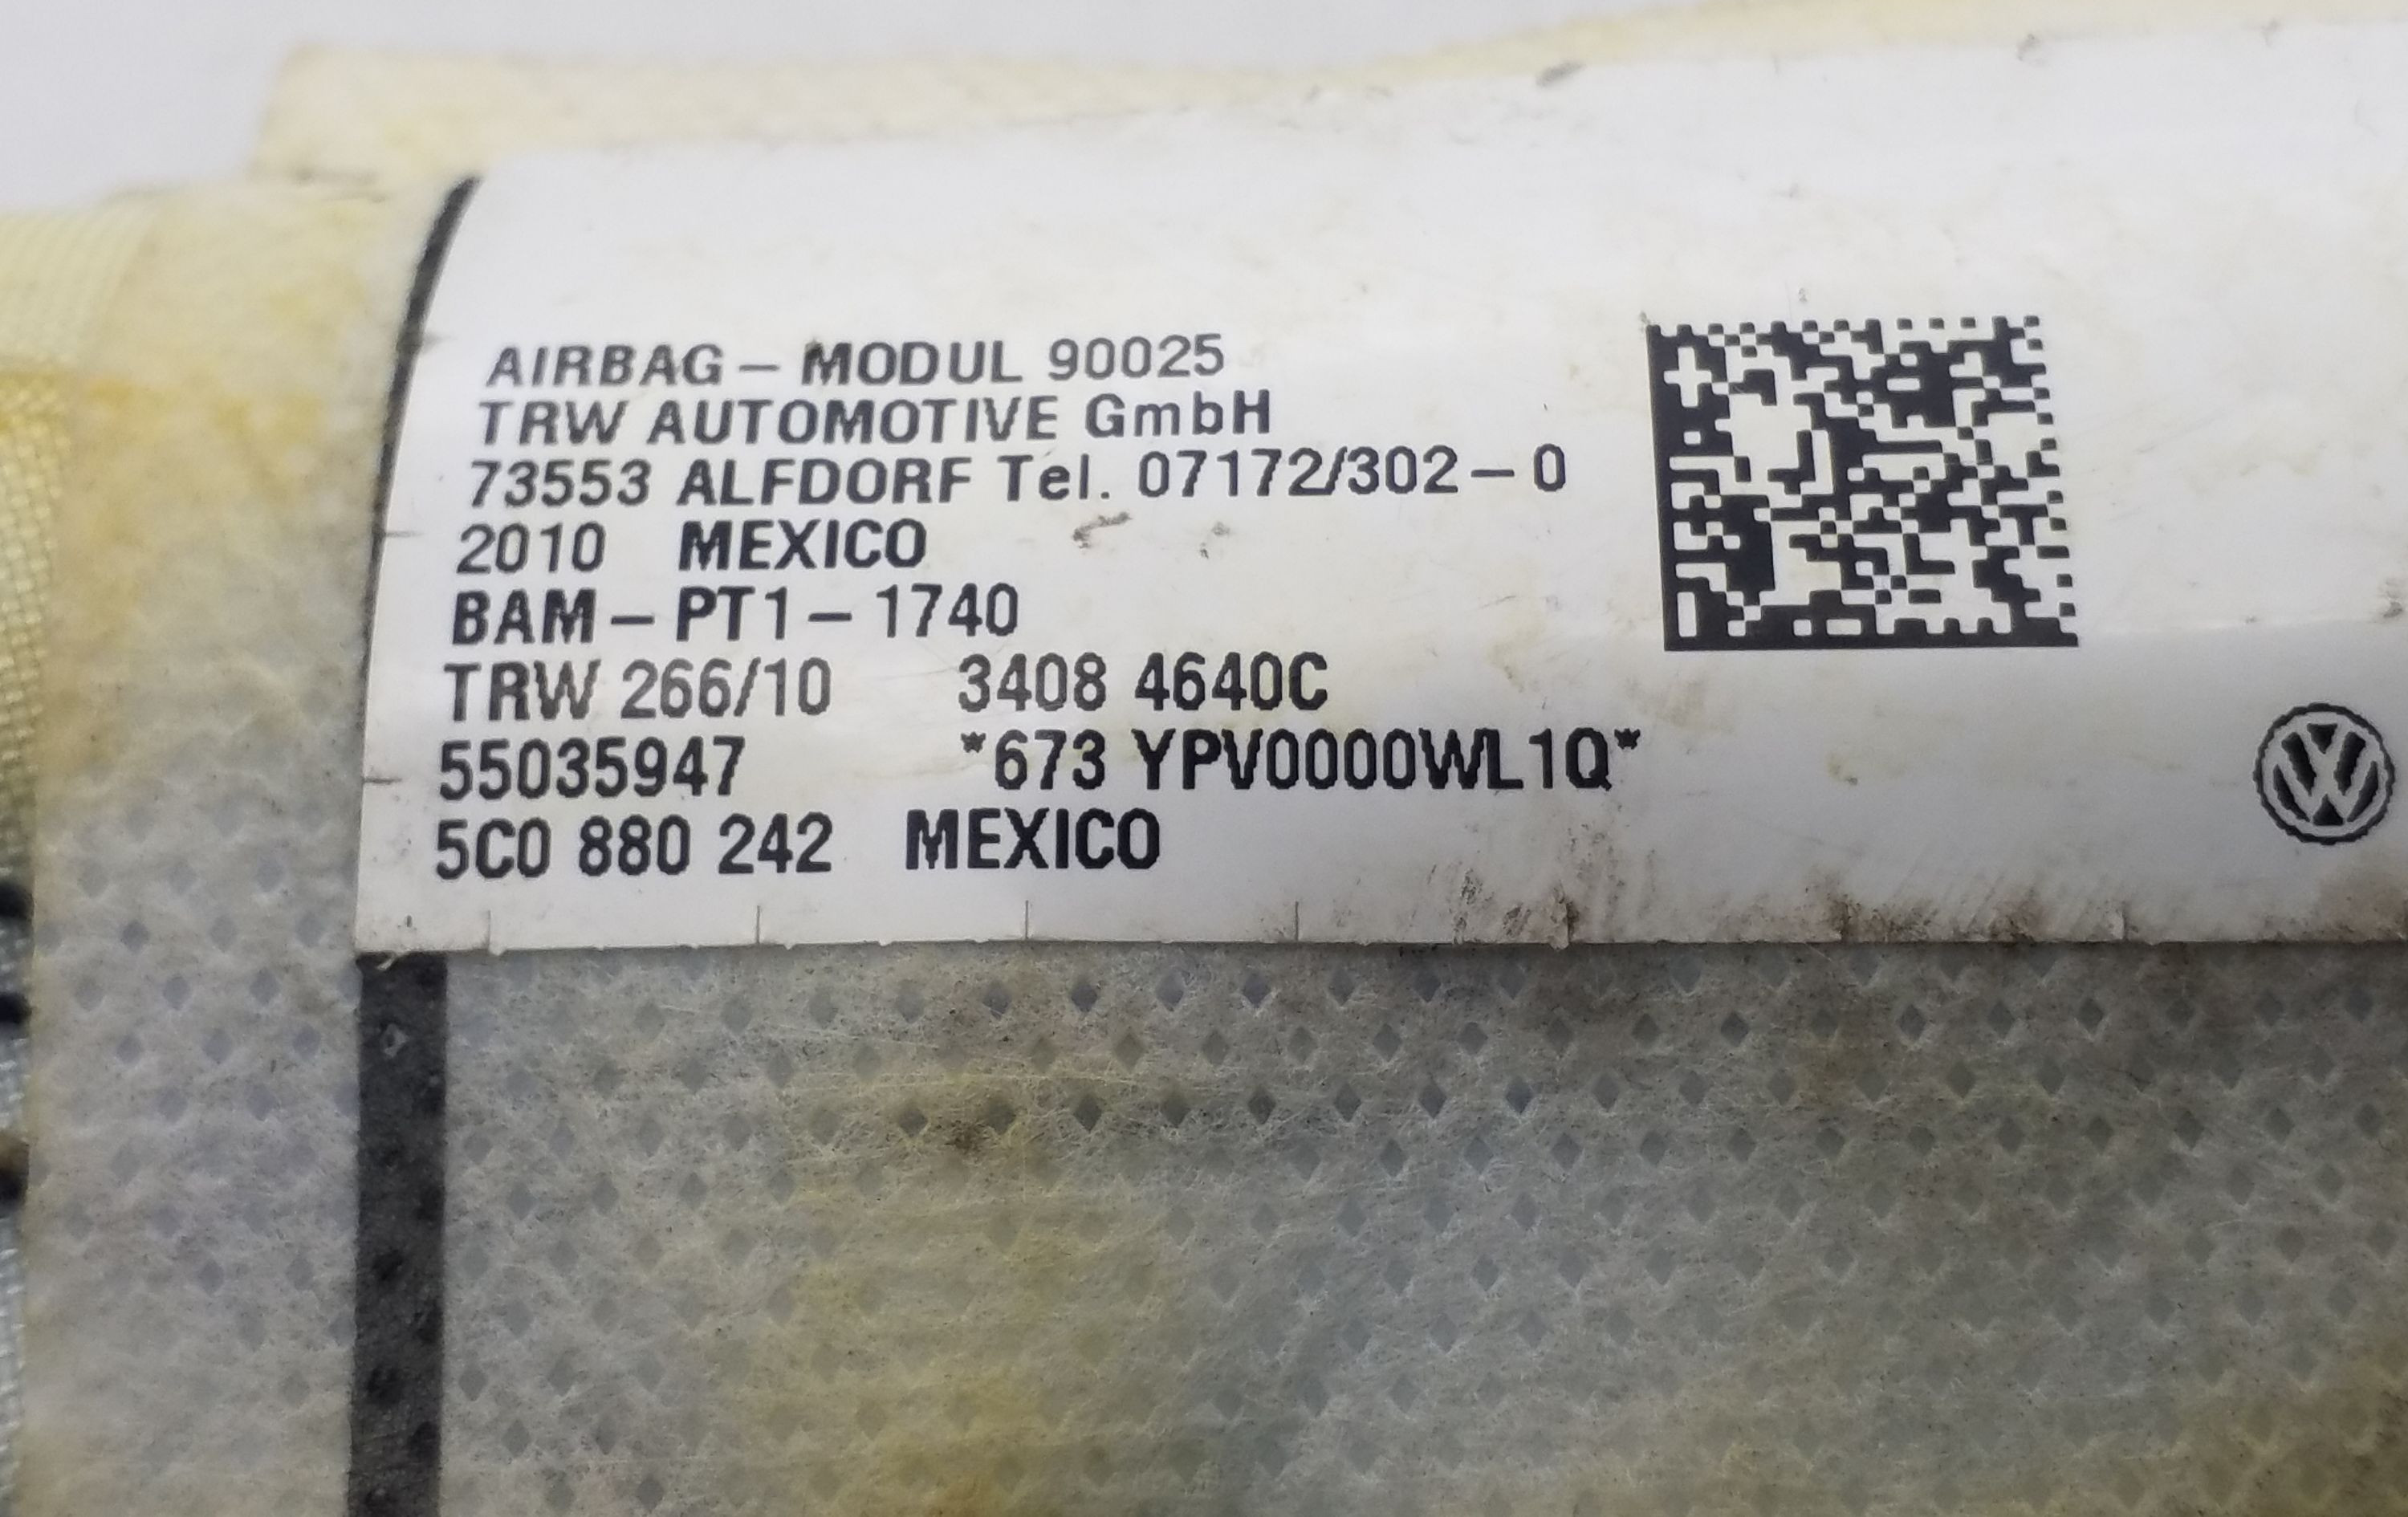 AIRBAG – MODUL 90025
TRW AUTOMOTIVE GmbH
73553 ALFDORF Tel. 07172/302 – 0
2010 MEXICO
BAM – PT1 – 1740
TRW 266/10 3408 4640C
55035947 *673 YPV0000WL1Q*
5C0 880 242 MEXICO
VW